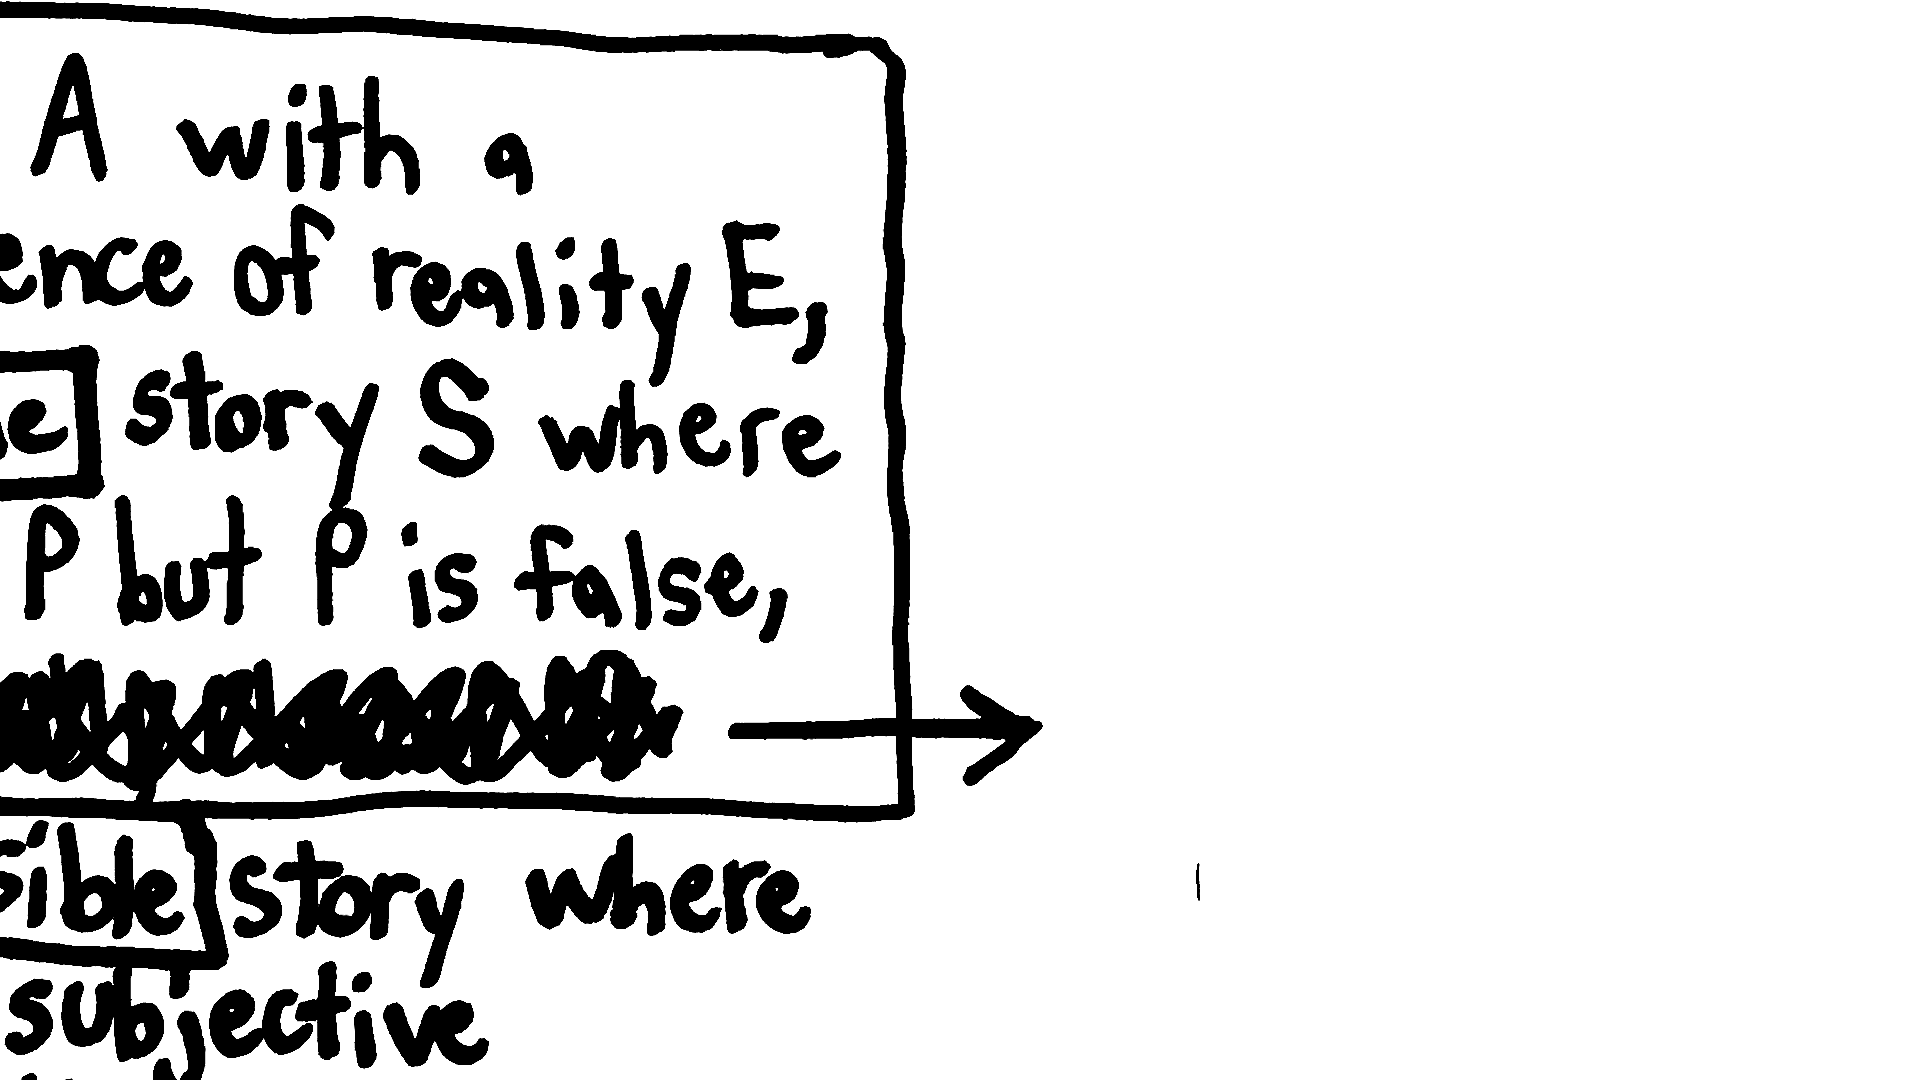 A with a
ence of reality E,
story S where
P but P is false,
sible story where
subjective